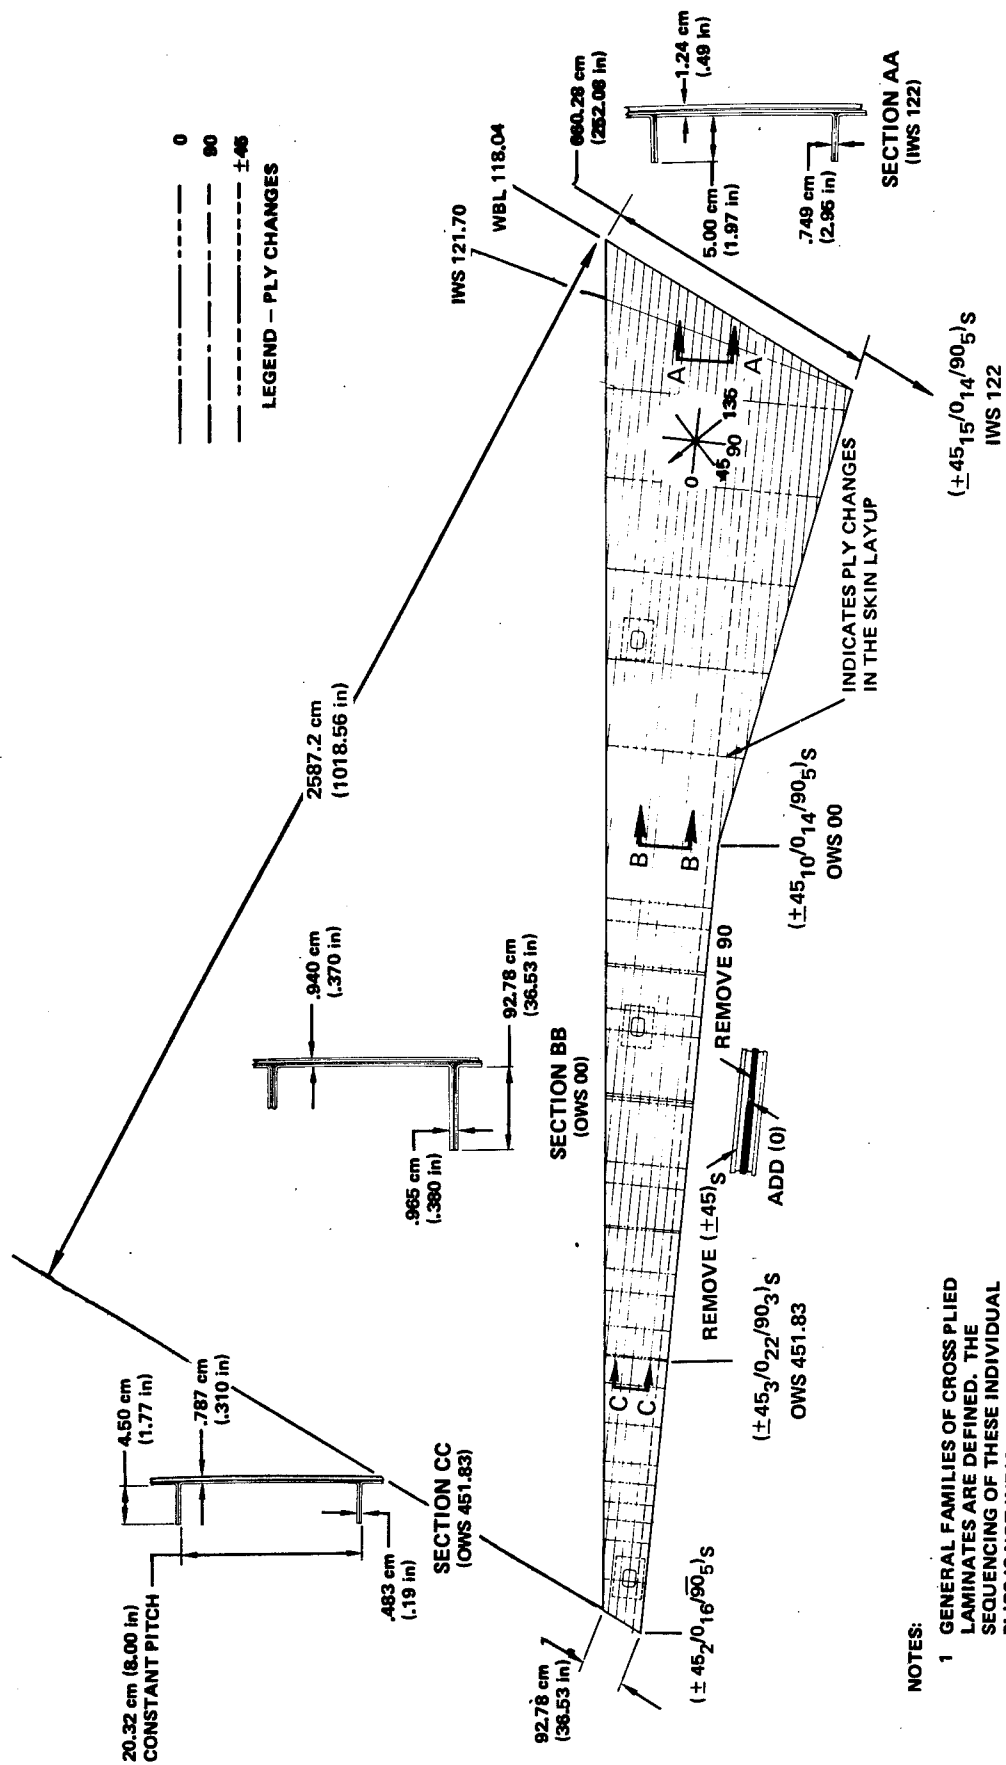 20.32 cm (8.00 in)
CONSTANT PITCH
4.50 cm
(1.77 in)
.787 cm
(.310 in)
.483 cm
(.19 in)
SECTION CC
(OWS 451.83)
2587.2 cm
(1018.56 in)
.940 cm
(.370 in)
.965 cm
(.380 in)
92.78 cm
(36.53 in)
SECTION BB
(OWS 00)
0
90
±45
LEGEND – PLY CHANGES
IWS 121.70
WBL 118.04
660.28 cm
(252.08 in)
1.24 cm
(.49 in)
5.00 cm
(1.97 in)
.749 cm
(2.95 in)
SECTION AA
(IWS 122)
92.78 cm
(36.53 in)
C
C
B
B
A
A
0
45
90
135
(±45₂/0₁₆/9̅0̅₅)S
(±45₃/0₂₂/90₃)S
OWS 451.83
REMOVE (±45)S
REMOVE 90
ADD (0)
(±45₁₀/0₁₄/90₅)S
OWS 00
INDICATES PLY CHANGES
IN THE SKIN LAYUP
(±45₁₅/0₁₄/90₅)S
IWS 122
NOTES:
1 GENERAL FAMILIES OF CROSS PLIED
LAMINATES ARE DEFINED. THE
SEQUENCING OF THESE INDIVIDUAL